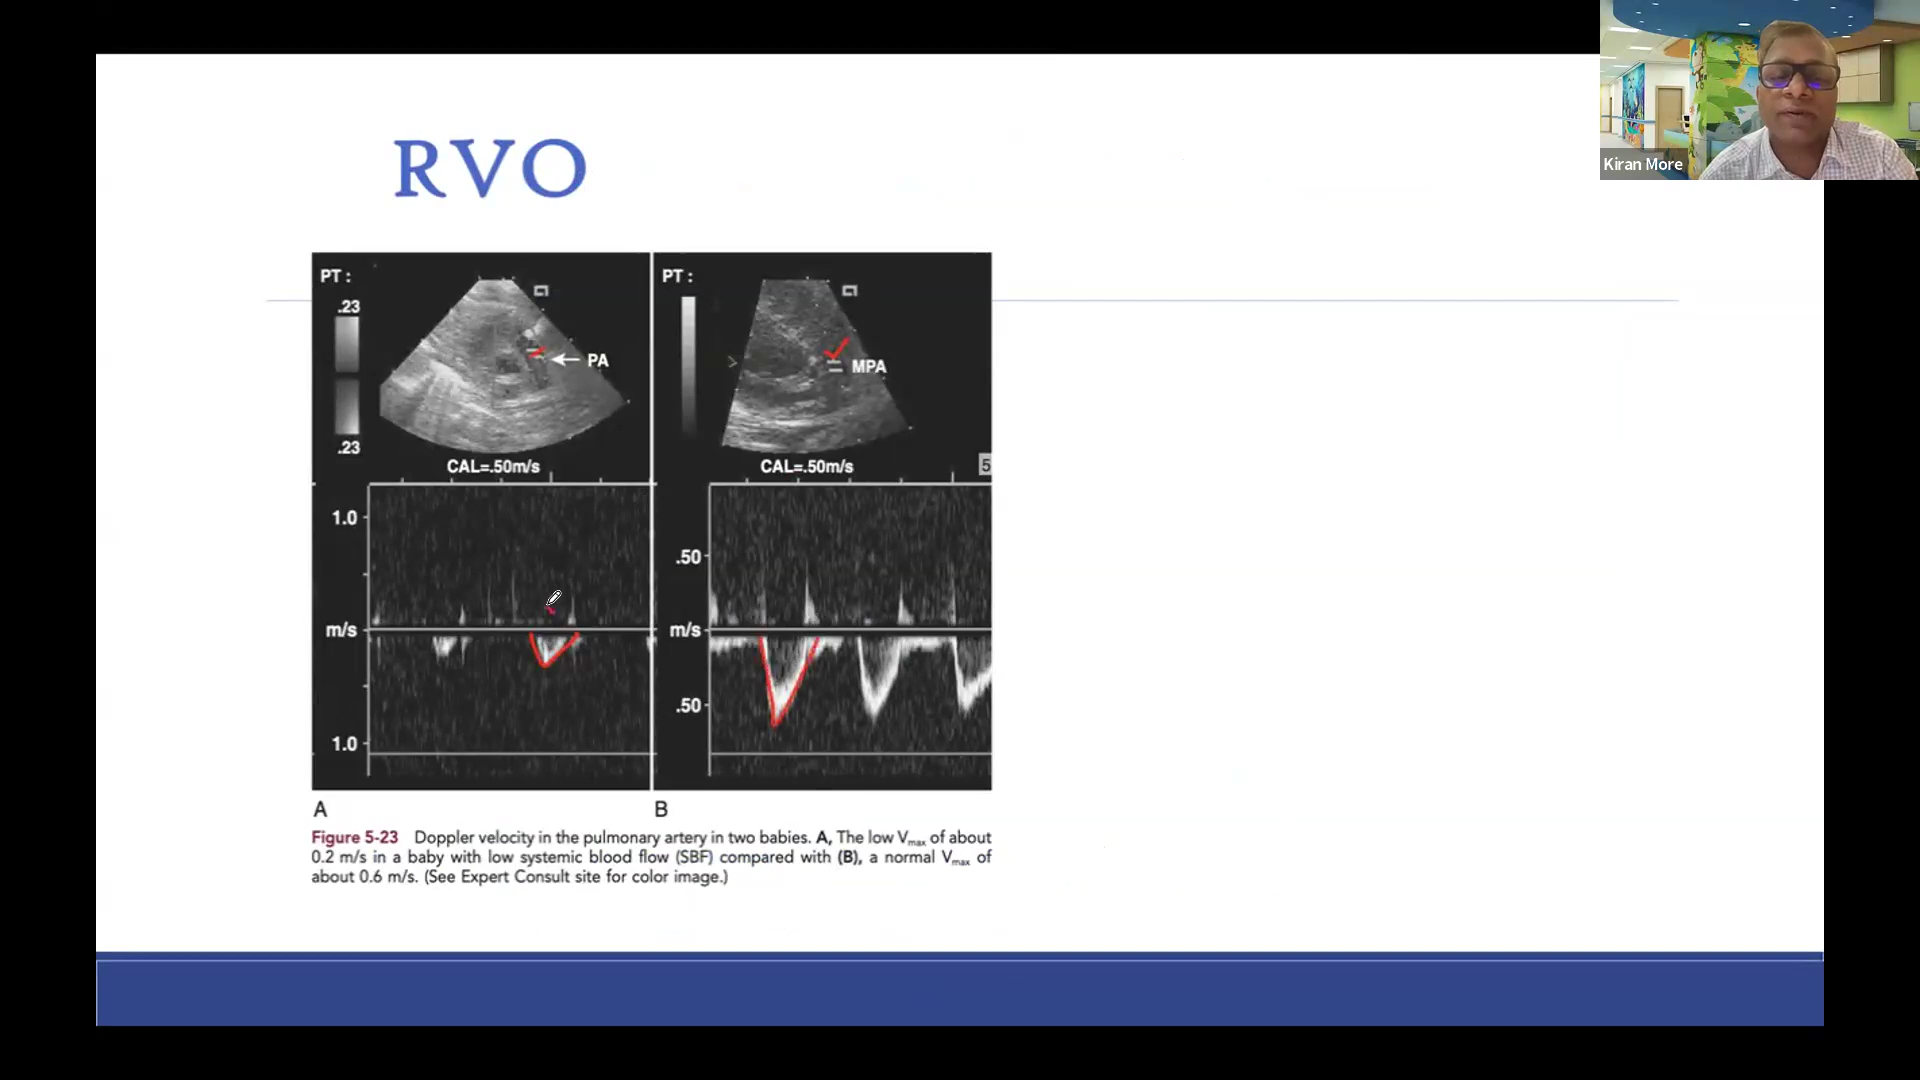 Kiran More
RVO
PT :
.23
.23
PA
CAL=.50m/s
1.0
m/s
1.0
PT :
MPA
CAL=.50m/s
5
.50
m/s
.50
A
B
Figure 5-23 Doppler velocity in the pulmonary artery in two babies. A, The low Vmax of about
0.2 m/s in a baby with low systemic blood flow (SBF) compared with (B), a normal Vmax of
about 0.6 m/s. (See Expert Consult site for color image.)